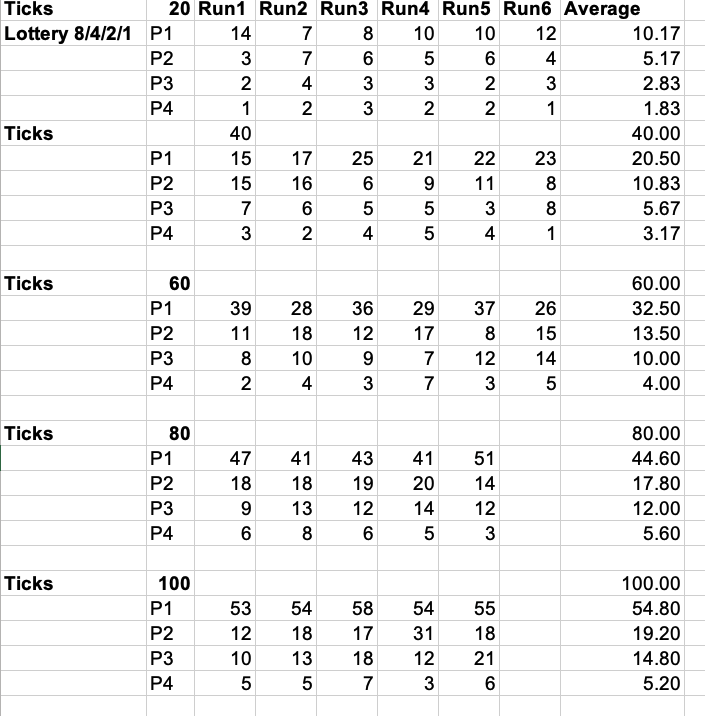 Ticks 20 Run1 Run2 Run3 Run4 Run5 Run6 Average
Lottery 8/4/2/1 P1 14 7 8 10 10 12 10.17
P2 3 7 6 5 6 4 5.17
P3 2 4 3 3 2 3 2.83
P4 1 2 3 2 2 1 1.83
Ticks 40 40.00
P1 15 17 25 21 22 23 20.50
P2 15 16 6 9 11 8 10.83
P3 7 6 5 5 3 8 5.67
P4 3 2 4 5 4 1 3.17
Ticks 60 60.00
P1 39 28 36 29 37 26 32.50
P2 11 18 12 17 8 15 13.50
P3 8 10 9 7 12 14 10.00
P4 2 4 3 7 3 5 4.00
Ticks 80 80.00
P1 47 41 43 41 51 44.60
P2 18 18 19 20 14 17.80
P3 9 13 12 14 12 12.00
P4 6 8 6 5 3 5.60
Ticks 100 100.00
P1 53 54 58 54 55 54.80
P2 12 18 17 31 18 19.20
P3 10 13 18 12 21 14.80
P4 5 5 7 3 6 5.20